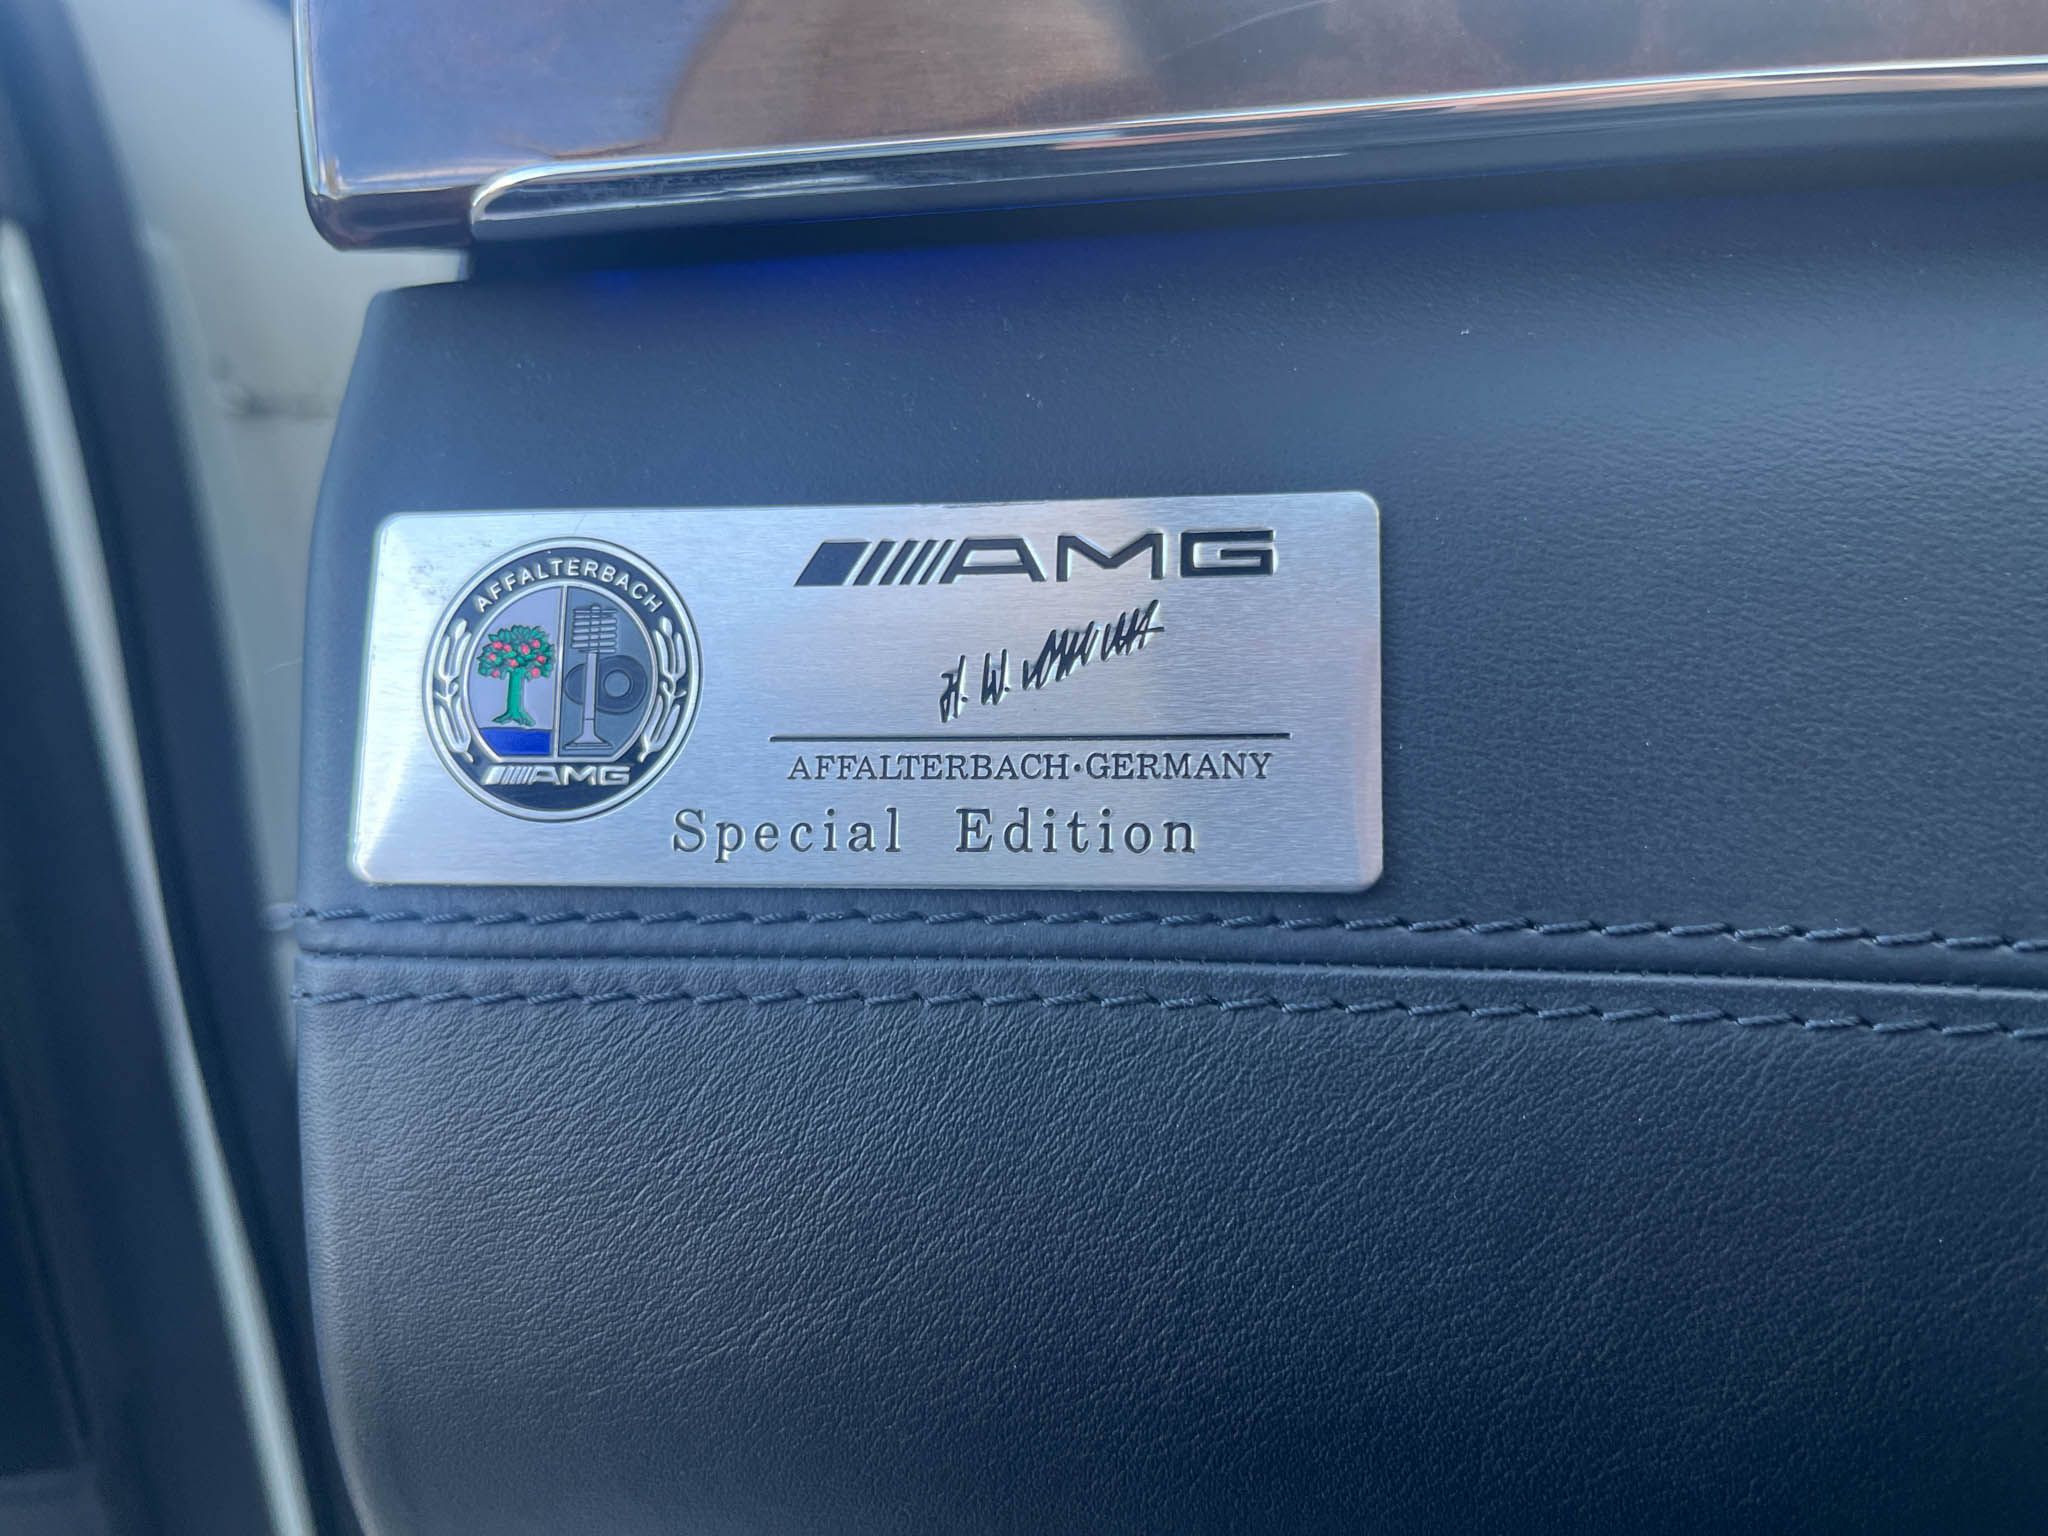 AFFALTERBACH
AMG
AMG
H. W.
AFFALTERBACH·GERMANY
Special Edition